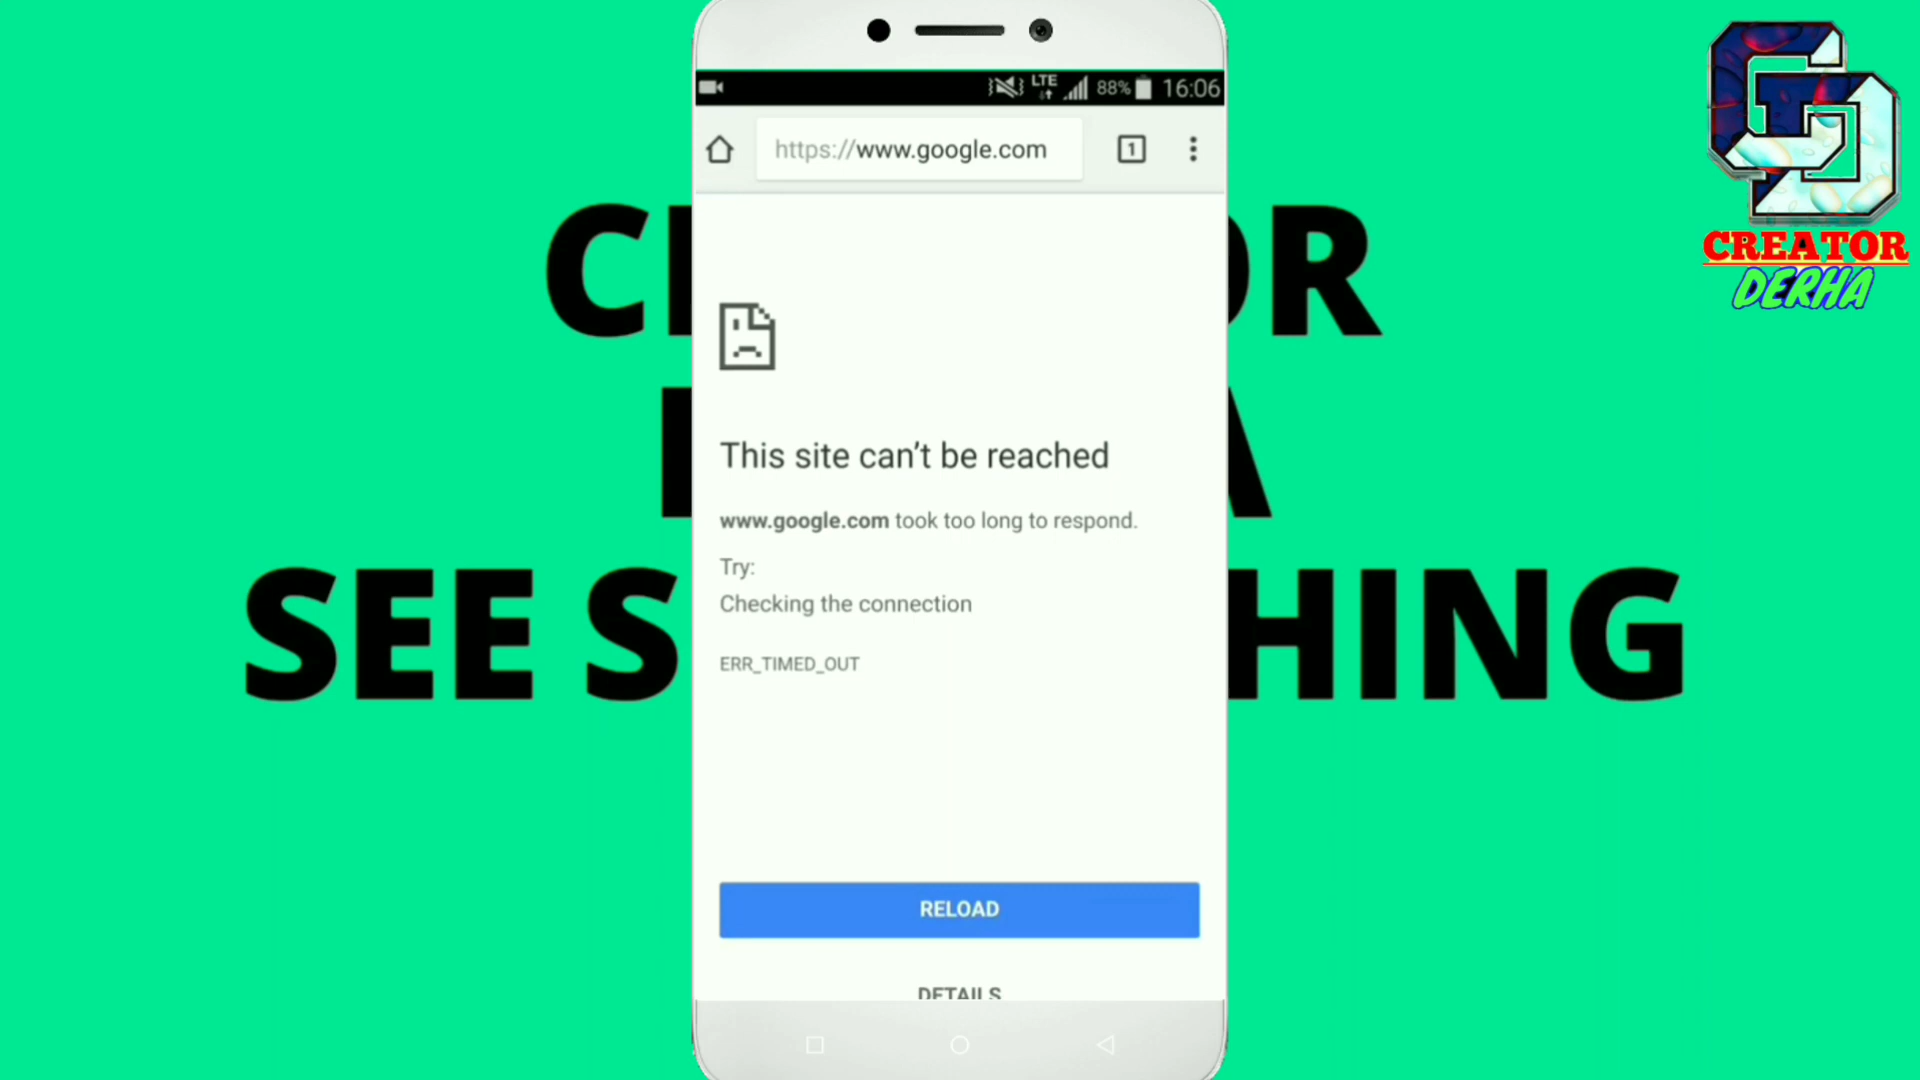 LTE
88%
16:06
https://www.google.com
1
This site can't be reached
www.google.com took too long to respond.
Try:
Checking the connection
ERR_TIMED_OUT
RELOAD
DETAILS
C OR
A
SEE S HING
CREATOR
DERHA